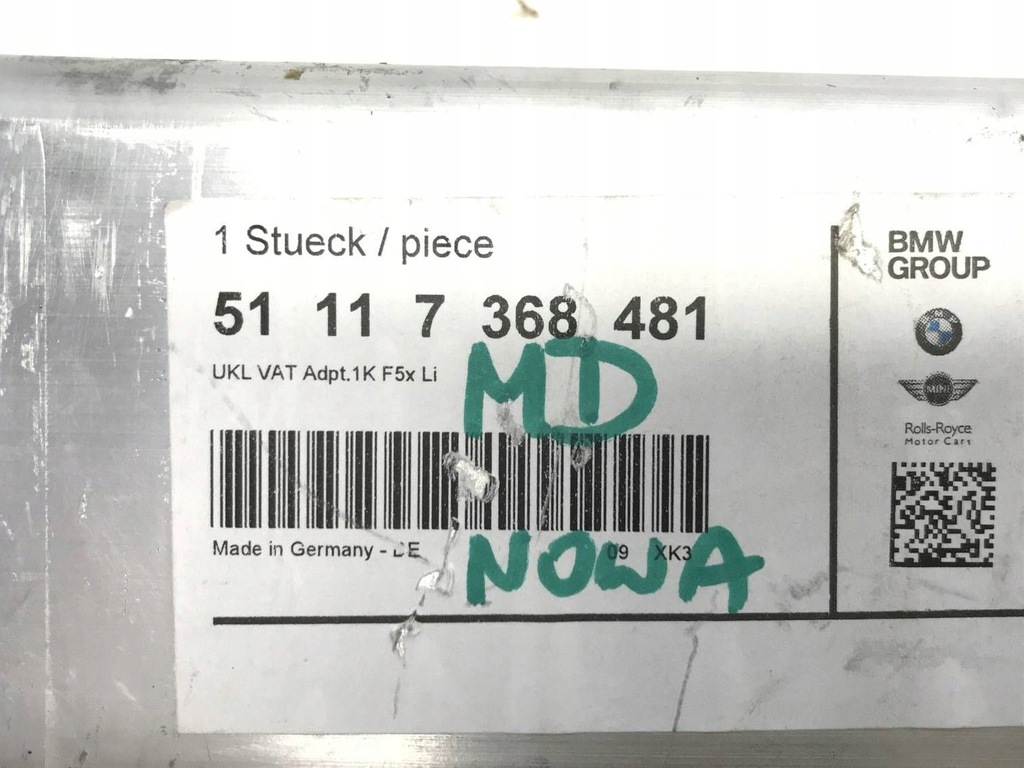 1 Stueck / piece
51 11 7 368 481
UKL VAT Adpt.1K F5x Li
MD
Made in Germany - DE 09 XK3
NOWA
BMW
GROUP
MINI
Rolls-Royce
Motor Cars